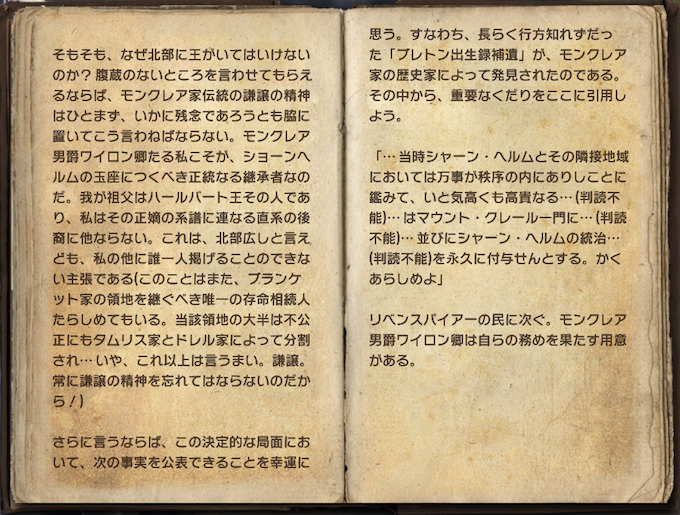 そもそも、なぜ北部に王がいてはいけない
のか？ 腹蔵のないところを言わせてもらえ
るならば、モンクレア家伝統の謙譲の精神
はひとまず、いかに残念であろうとも脇に
置いてこう言わねばならない。モンクレア
男爵ワイロン卿たる私こそが、ショーンヘ
ルムの玉座につくべき正統なる継承者なの
だ。我が祖父はハールバート王その人であ
り、私はその正嫡の系譜に連なる直系の後
裔に他ならない。これは、北部広しと言え
ども、私の他に誰一人掲げることのできな
い主張である(このことはまた、ブランケ
ット家の領地を継ぐべき唯一の存命相続人
たらしめてもいる。当該領地の大半は不公
正にもタムリス家とドレル家によって分割
され… いや、これ以上は言うまい。謙譲。
常に謙譲の精神を忘れてはならないのだか
ら！)
さらに言うならば、この決定的な局面にお
いて、次の事実を公表できることを幸運に
思う。すなわち、長らく行方知れずだっ
た「ブレトン出生録補遺」が、モンクレア
家の歴史家によって発見されたのである。
その中から、重要なくだりをここに引用し
よう。
「… 当時シャーン・ヘルムとその隣接地域
においては万事が秩序の内にありしことに
鑑みて、いと気高くも高貴なる… (判読不
能)… はマウント・クレール一門に… (判読
不能)… 並びにシャーン・ヘルムの統治…
(判読不能)を永久に付与せんとする。かく
あらしめよ」
リベンスパイアーの民に次ぐ。モンクレア
男爵ワイロン卿は自らの務めを果たす用意
がある。